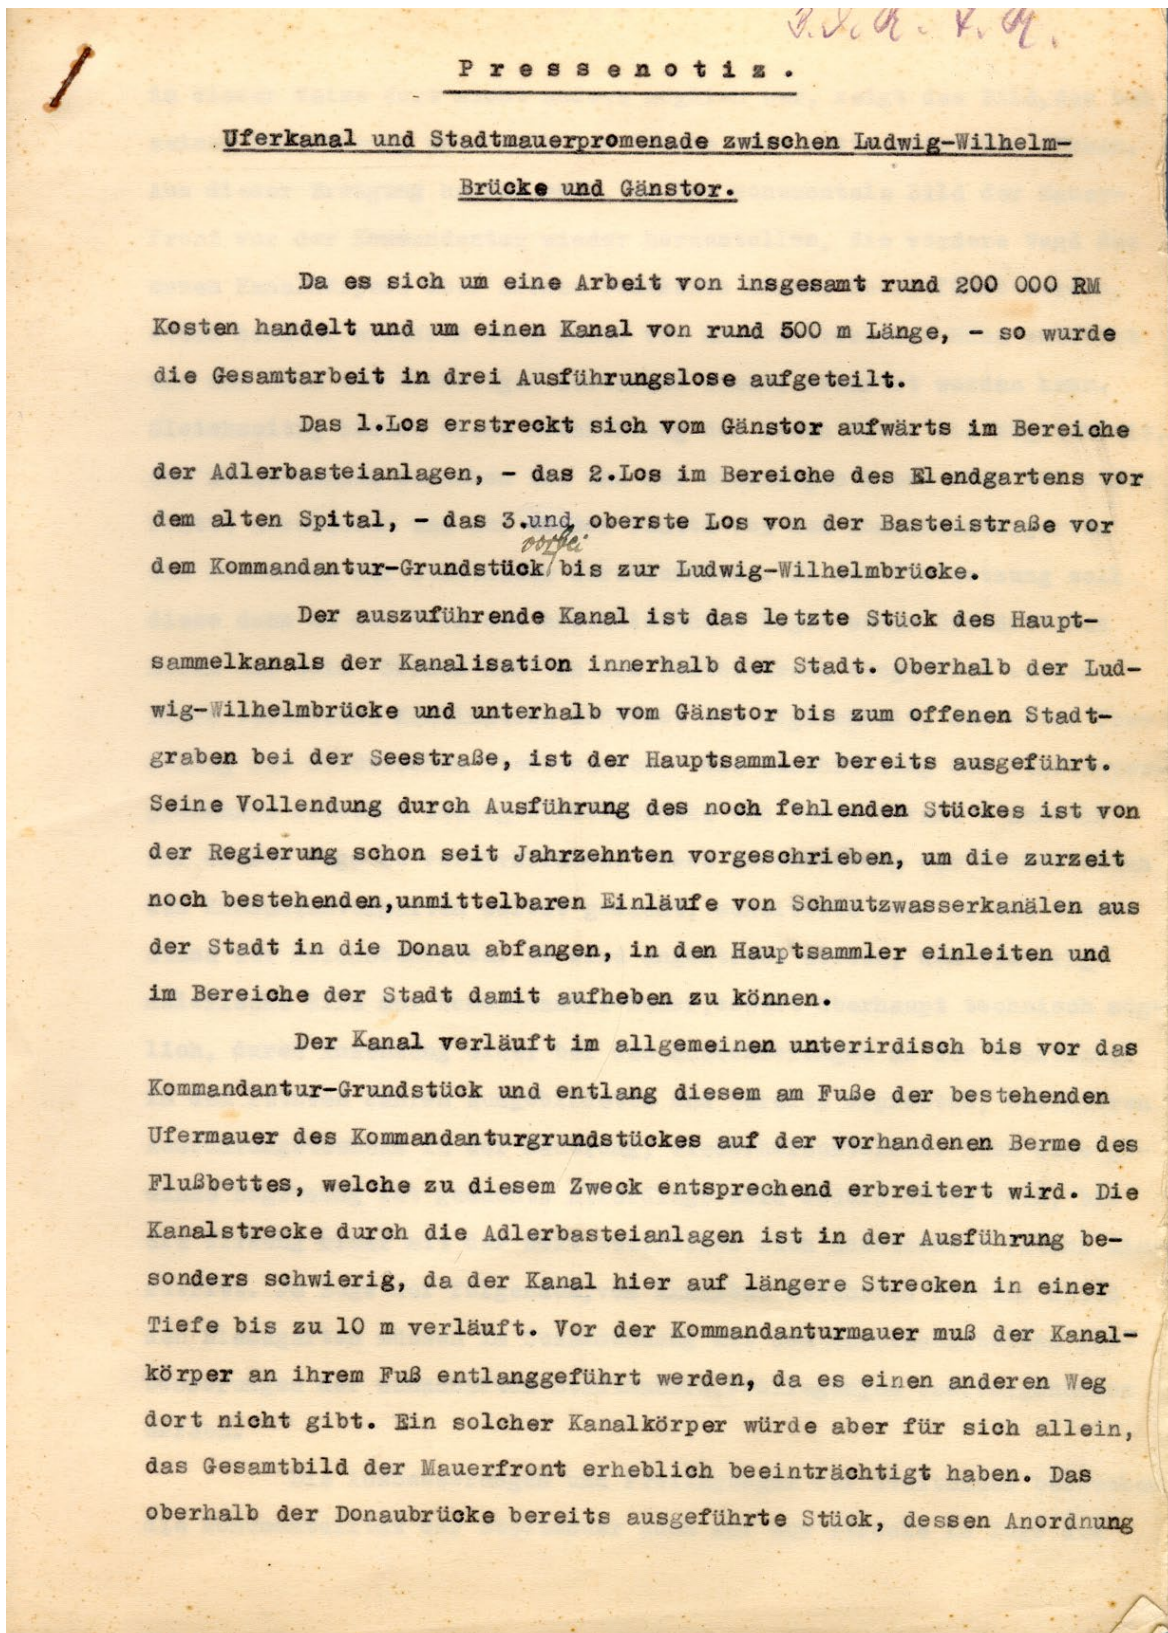 Pressenotiz.
Uferkanal und Stadtmauerpromenade zwischen Ludwig-Wilhelm-
Brücke und Gänstor.
Da es sich um eine Arbeit von insgesamt rund 200 000 RM
Kosten handelt und um einen Kanal von rund 500 m Länge, - so wurde
die Gesamtarbeit in drei Ausführungslose aufgeteilt.
Das 1.Los erstreckt sich vom Gänstor aufwärts im Bereiche
der Adlerbasteianlagen, - das 2.Los im Bereiche des Elendgartens vor
dem alten Spital, - das 3.und oberste Los von der Basteistraße vor
vorbei
dem Kommandantur-Grundstück bis zur Ludwig-Wilhelmbrücke.
Der auszuführende Kanal ist das letzte Stück des Haupt-
sammelkanals der Kanalisation innerhalb der Stadt. Oberhalb der Lud-
wig-Wilhelmbrücke und unterhalb vom Gänstor bis zum offenen Stadt-
graben bei der Seestraße, ist der Hauptsammler bereits ausgeführt.
Seine Vollendung durch Ausführung des noch fehlenden Stückes ist von
der Regierung schon seit Jahrzehnten vorgeschrieben, um die zurzeit
noch bestehenden,unmittelbaren Einläufe von Schmutzwasserkanälen aus
der Stadt in die Donau abfangen, in den Hauptsammler einleiten und
im Bereiche der Stadt damit aufheben zu können.
Der Kanal verläuft im allgemeinen unterirdisch bis vor das
Kommandantur-Grundstück und entlang diesem am Fuße der bestehenden
Ufermauer des Kommandanturgrundstückes auf der vorhandenen Berme des
Flußbettes, welche zu diesem Zweck entsprechend erbreitert wird. Die
Kanalstrecke durch die Adlerbasteianlagen ist in der Ausführung be-
sonders schwierig, da der Kanal hier auf längere Strecken in einer
Tiefe bis zu 10 m verläuft. Vor der Kommandanturmauer muß der Kanal-
körper an ihrem Fuß entlanggeführt werden, da es einen anderen Weg
dort nicht gibt. Ein solcher Kanalkörper würde aber für sich allein,
das Gesamtbild der Mauerfront erheblich beeinträchtigt haben. Das
oberhalb der Donaubrücke bereits ausgeführte Stück, dessen Anordnung